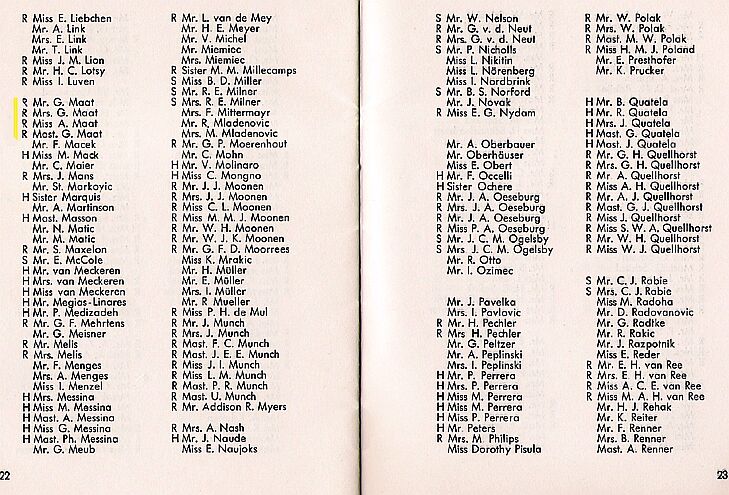 R Miss E. Liebchen
Mr. A. Link
Mrs. E. Link
Mr. T. Link
R Miss J. M. Lion
R Mr. H. C. Lotsy
R Miss I. Luven
R Mr. G. Maat
R Mrs. G. Maat
R Miss A. Maat
R Mast. G. Maat
Mr. F. Macek
H Miss M. Mack
Mr. C. Maier
R Mrs. J. Mans
Mr. St. Markovic
H Sister Marquis
Mr. A. Martinson
H Mast. Masson
Mr. N. Matic
Mr. M. Matic
R Mr. S. Maxelon
S Mr. E. McCole
H Mr. van Meckeren
H Mrs. van Meckeren
H Miss van Meckeren
H Mr. Megias-Linares
H Mr. P. Medizadeh
R Mr. G. F. Mehrtens
Mr. G. Meisner
R Mr. Melis
R Mrs. Melis
Mr. F. Menges
Mrs. A. Menges
Miss I. Menzel
H Mrs. Messina
H Miss M. Messina
H Mast. A. Messina
H Miss G. Messina
H Mast. Ph. Messina
Mr. G. Meub
R Mr. L. van de Mey
Mr. H. E. Meyer
Mr. V. Michel
Mr. Miemiec
Mrs. Miemiec
R Sister M. M. Millecamps
S Miss B. D. Miller
S Mr. R. E. Milner
S Mrs. R. E. Milner
Mrs. F. Mittermayr
Mr. R, Mladenovic
Mrs. M. Mladenovic
R Mr. G. P. Moerenhout
Mr. C. Mohn
H Mr. V. Molinaro
H Miss C. Mongno
R Mr. J. J. Moonen
R Mrs. J. J. Moonen
R Miss C. L. Moonen
R Miss M. M. J. Moonen
R Mr. W. H. Moonen
R Mr. W. J. K. Moonen
R Mr. G. F. D. Moorrees
Miss K. Mrakic
Mr. H. Müller
Mr. E. Müller
Mrs. I. Müller
Mr. R Mueller
R Miss P. H. de Mul
R Mr. J. Munch
R Mrs. J. Munch
R Mast. F. C. Munch
R Mast. J. E. E. Munch
R Miss J. I. Munch
R Miss L. M. Munch
R Mast. P. R. Munch
R Mast. U. Munch
R Mr. Addison R. Myers
R Mrs. A. Nash
H Mr. J. Naude
Miss E. Naujoks
22
S Mr. W. Nelson
R Mr. G. v. d. Neut
R Mrs. G. v. d. Neut
S Mr. P. Nicholls
Miss L. Nikitin
Miss L. Nörenberg
Miss I. Nordbrink
S Mr. B. S. Norford
Mr. J. Novak
R Miss E. G. Nydam
Mr. A. Oberbauer
Mr. Oberhäuser
Miss E. Obert
H Mr. F. Occelli
H Sister Ochere
R Mr. J. A. Oeseburg
R Mrs. J. A. Oeseburg
R Mr. J. A. Oeseburg
R Miss P. A. Oeseburg
S Mr. J. C. M. Ogelsby
S Mrs. J. C. M. Ogelsby
Mr. R. Otto
Mr. I. Ozimec
Mr. J. Pavelka
Mrs. I. Pavlovic
R Mr. H. Pechler
R Mrs H. Pechler
Mr. G. Peltzer
Mr. A. Peplinski
Mrs. I. Peplinski
H Mr. P. Perrera
H Mrs. P. Perrera
H Miss M. Perrera
H Miss M. Perrera
H Miss P. Perrera
H Mr. Peters
R Mrs. M. Philips
Miss Dorothy Pisula
R Mr. W. Polak
R Mrs. W. Polak
R Mast. M. W. Polak
R Miss H. M. J. Poland
Mr. E. Presthofer
Mr. K. Prucker
H Mr. B. Quatela
H Mr. R. Quatela
H Mrs. J. Quatela
H Mast. G. Quatela
H Mast. J. Quatela
R Mr. G. H. Quellhorst
R Mrs. G. H. Quellhorst
R Mr A. Quellhorst
R Miss A. H. Quellhorst
R Mr. A. J. Quellhorst
R Mast. G. J. Quellhorst
R Miss J. Quellhorst
R Miss S. W. A. Quellhorst
R Mr. W. H. Quellhorst
R Miss W. J. Quellhorst
S Mr. C. J. Rabie
S Mrs. C. J. Rabie
Miss M. Radoha
Mr. D. Radovanovic
Mr. G. Radtke
Mr. R. Rakic
Mr. J. Razpotnik
Miss E. Reder
R Mr. E. H. van Ree
R Mrs. E. H. van Ree
R Miss A. C. E. van Ree
R Miss M. A. H. van Ree
Mr. H. J. Rehak
Mr. K. Reiter
Mr. F. Renner
Mrs. B. Renner
Mast. A. Renner
23